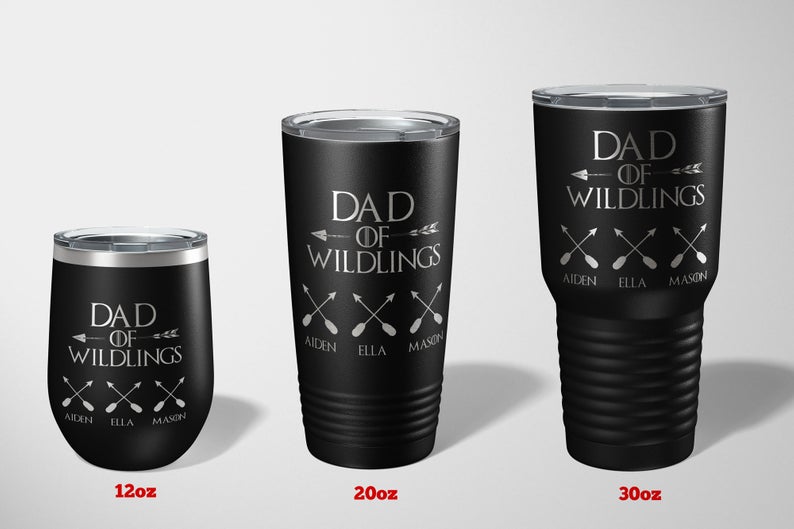 DAD
OF
WILDLINGS
AIDEN ELLA MASON
12oz
DAD
OF
WILDLINGS
AIDEN ELLA MASON
20oz
DAD
OF
WILDLINGS
AIDEN ELLA MASON
30oz